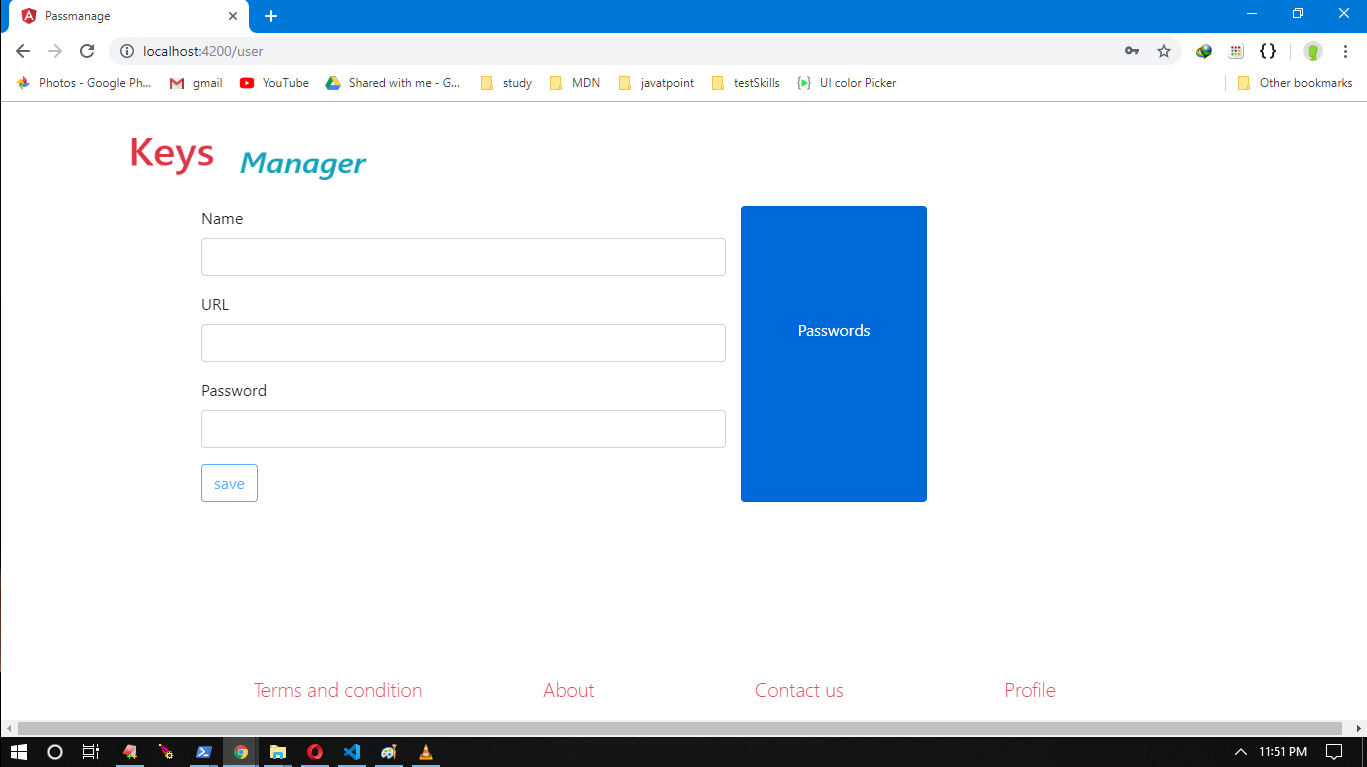 Passmanage
localhost:4200/user
Photos - Google Ph... gmail YouTube Shared with me - G... study MDN javatpoint testSkills UI color Picker Other bookmarks
Keys Manager
Name
URL
Passwords
Password
save
Terms and condition About Contact us Profile
11:51 PM